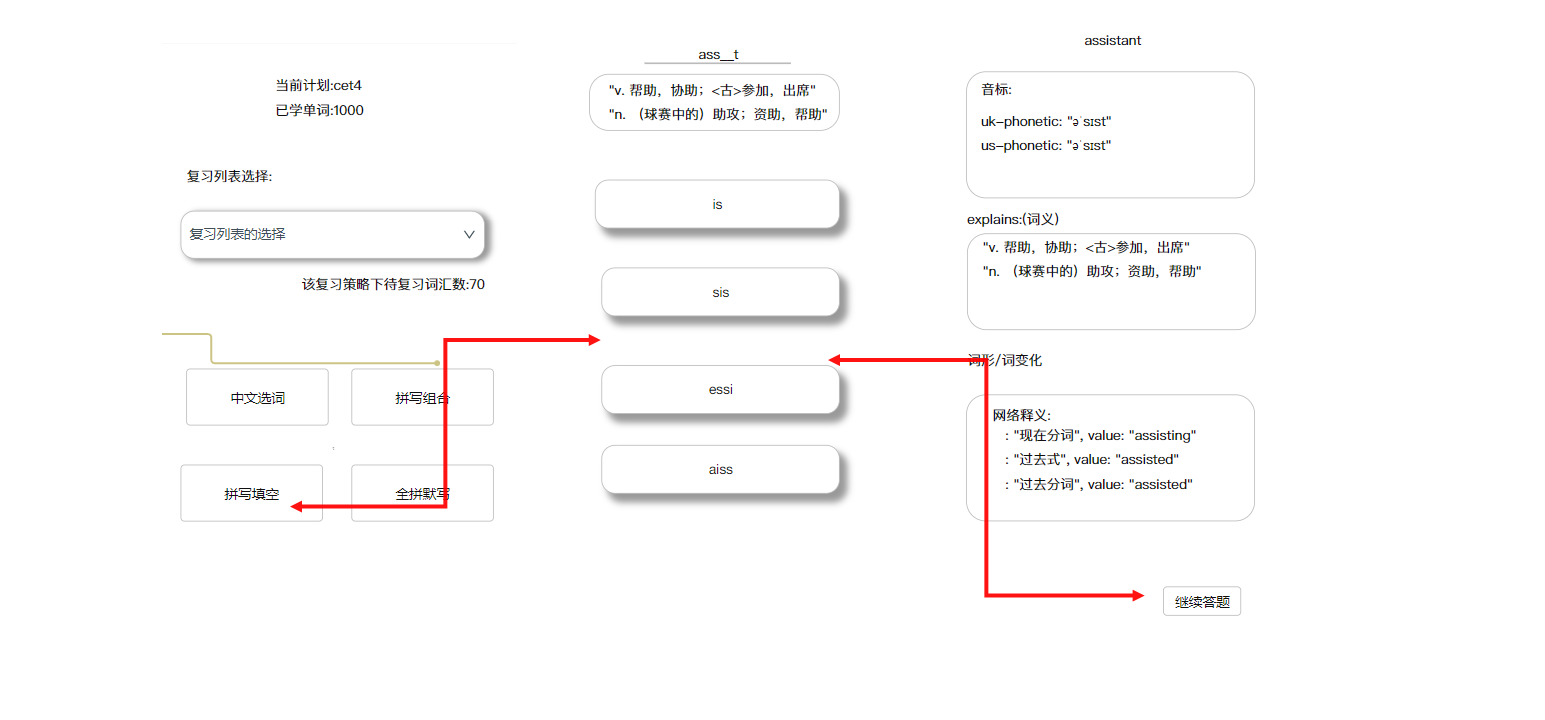 当前计划:cet4
已学单词:1000
复习列表选择:
复习列表的选择
该复习策略下待复习词汇数:70
中文选词
拼写组合
拼写填空
全拼默写
ass__t
"v. 帮助，协助；<古>参加，出席"
"n. （球赛中的）助攻；资助，帮助"
is
sis
essi
aiss
assistant
音标:
uk-phonetic: "əˈsɪst"
us-phonetic: "əˈsɪst"
explains:(词义)
"v. 帮助，协助；<古>参加，出席"
"n. （球赛中的）助攻；资助，帮助"
词形/词变化
网络释义:
: "现在分词", value: "assisting"
: "过去式", value: "assisted"
: "过去分词", value: "assisted"
继续答题